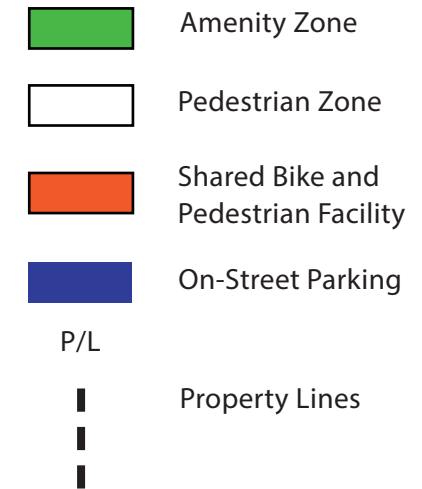 Amenity Zone
Pedestrian Zone
Shared Bike and
Pedestrian Facility
On-Street Parking
P/L
Property Lines